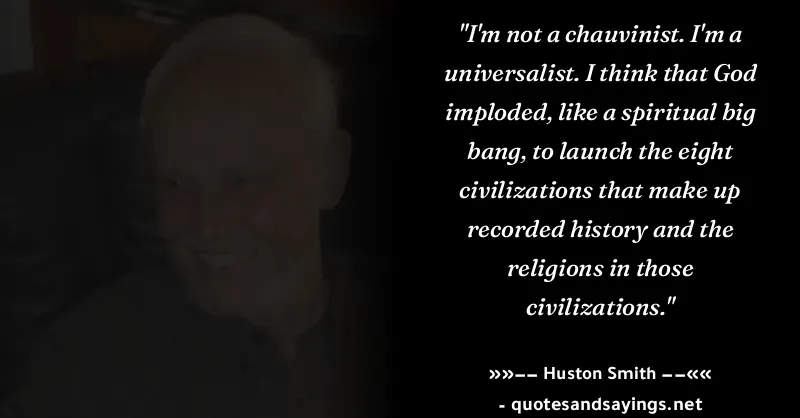 "I'm not a chauvinist. I'm a
universalist. I think that God
imploded, like a spiritual big
bang, to launch the eight
civilizations that make up
recorded history and the
religions in those
civilizations."
»»–– Huston Smith ––««
- quotesandsayings.net